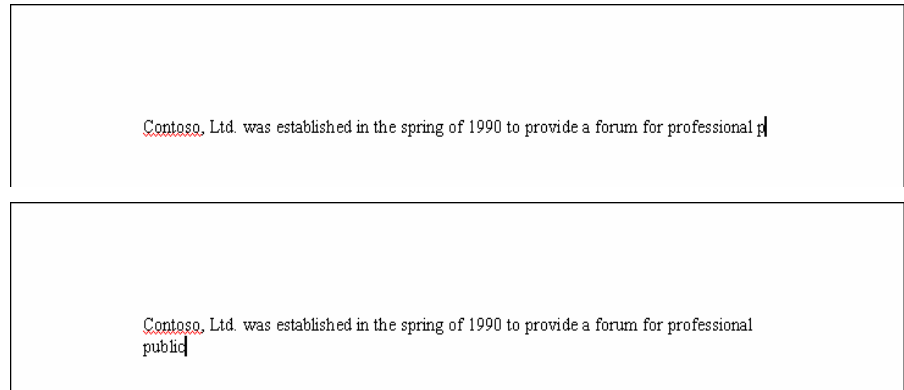 Contoso, Ltd. was established in the spring of 1990 to provide a forum for professional p
Contoso, Ltd. was established in the spring of 1990 to provide a forum for professional
public